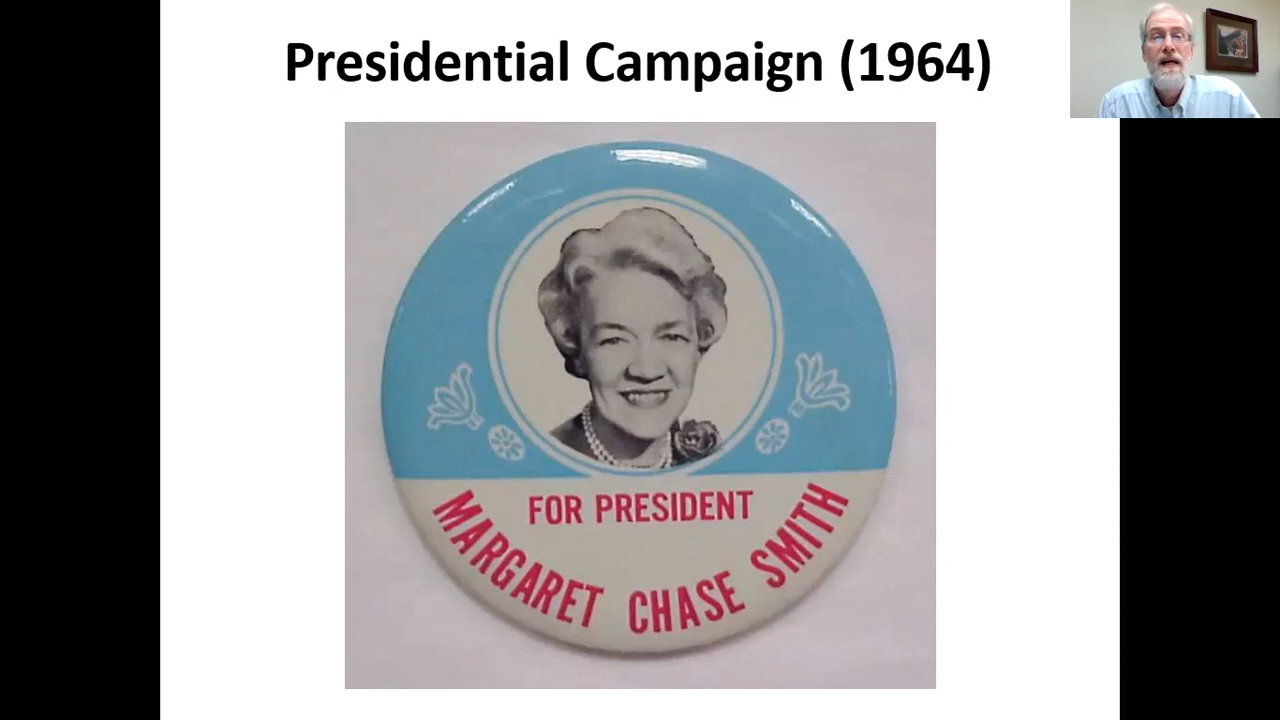 Presidential Campaign (1964)
FOR PRESIDENT
MARGARET CHASE SMITH